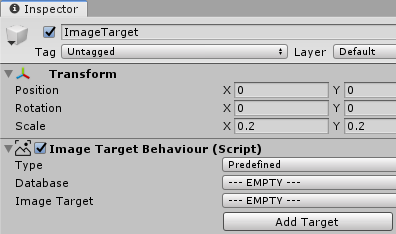 Inspector
ImageTarget
Tag Untagged Layer Default
Transform
Position X 0 Y 0
Rotation X 0 Y 0
Scale X 0.2 Y 0.2
Image Target Behaviour (Script)
Type Predefined
Database --- EMPTY ---
Image Target --- EMPTY ---
Add Target